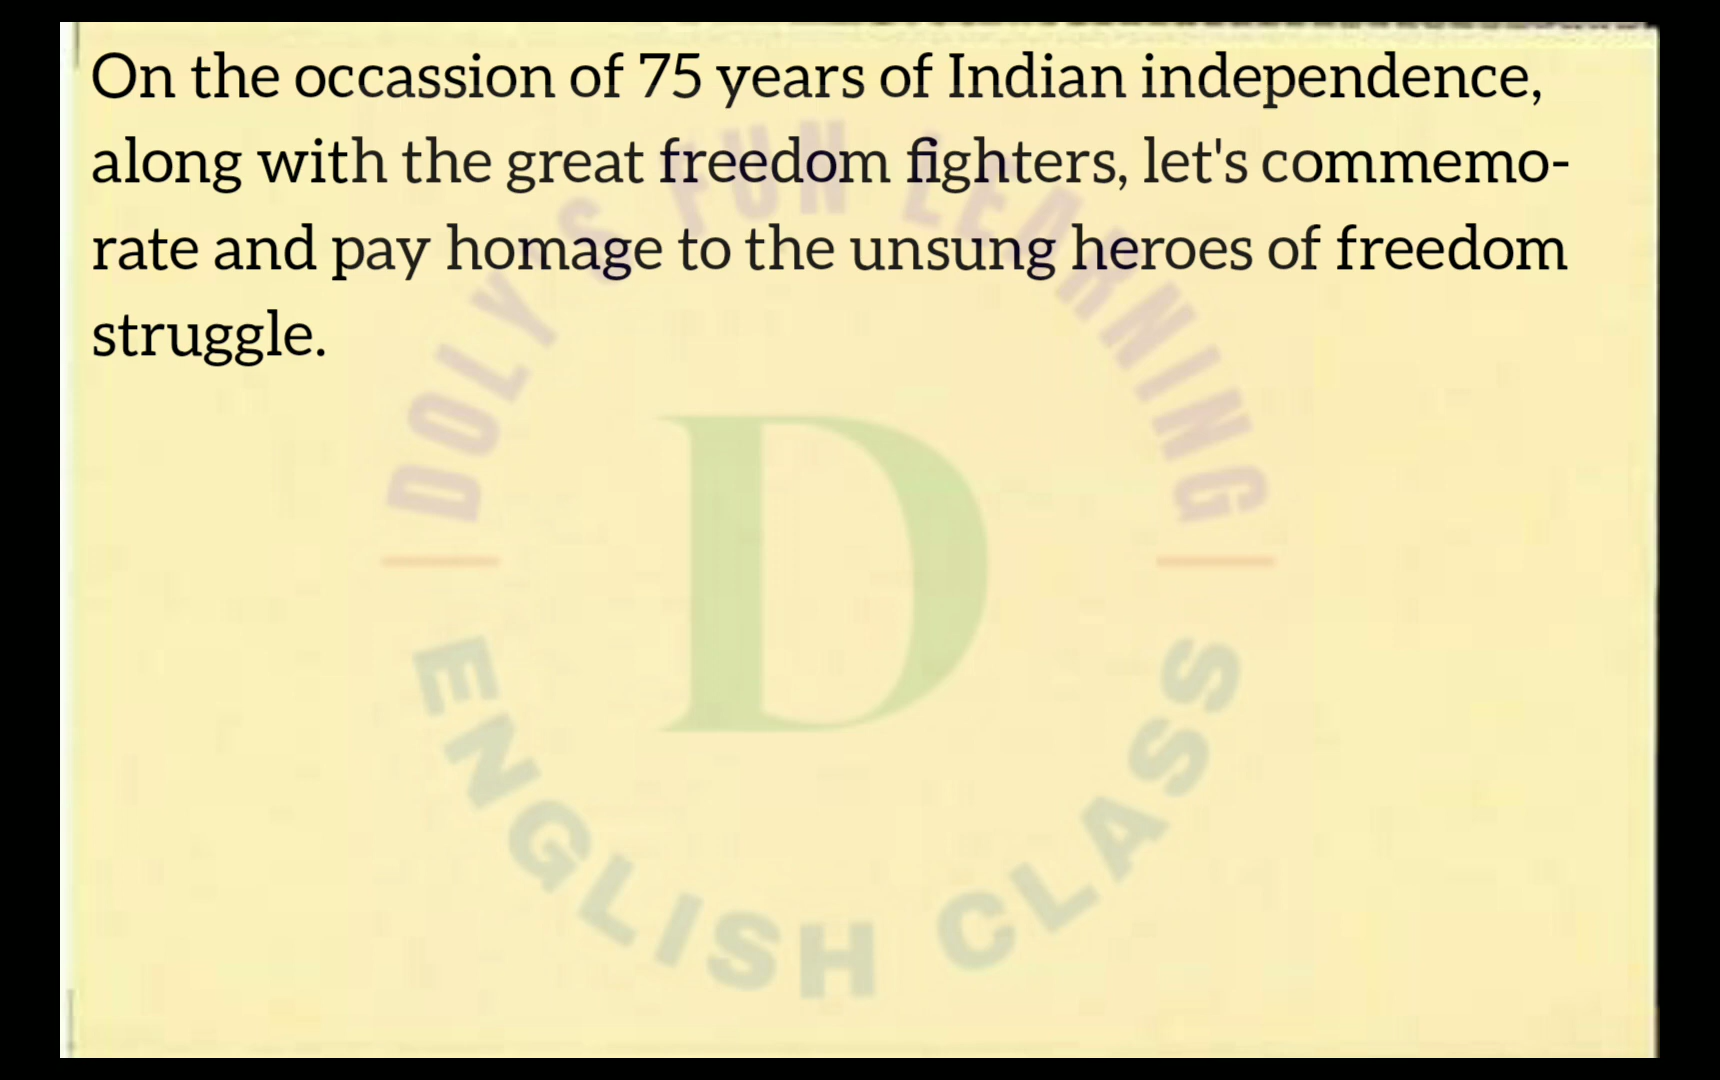 On the occassion of 75 years of Indian independence,
along with the great freedom fighters, let's commemo-
rate and pay homage to the unsung heroes of freedom
struggle.
DOLY'S FUN LEARNING
D
ENGLISH CLASS